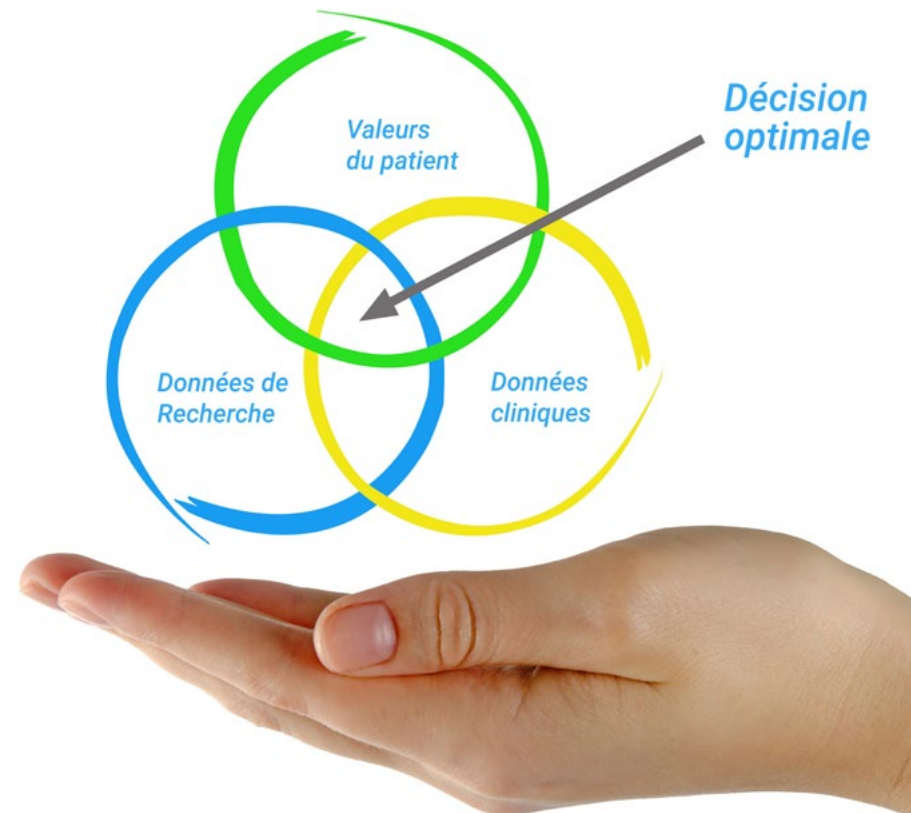 Valeurs
du patient
Décision
optimale
Données de
Recherche
Données
cliniques